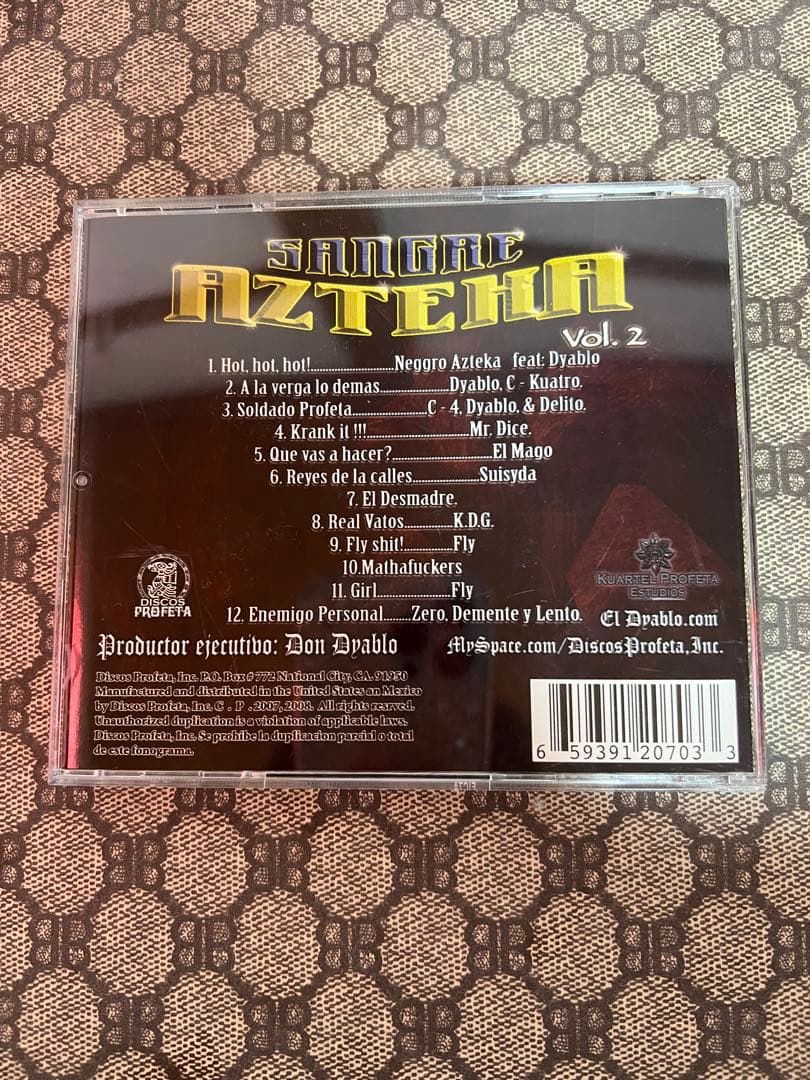 SANGRE
AZTEKA
Vol. 2
1. Hot, hot, hot!............................Neggro Azteka feat: Dyablo
2. A la verga lo demas.......................Dyablo, C - Kuatro.
3. Soldado Profeta.........................C - 4, Dyablo, & Delito.
4. Krank it !!!..................................Mr. Dice.
5. Que vas a hacer?.................................El Mago
6. Reyes de la calles......................Suisyda
7. El Desmadre.
8. Real Vatos................K.D.G.
9. Fly shit!................Fly
10.Mathafuckers
11. Girl........................Fly
12. Enemigo Personal.........Zero, Demente y Lento.
DISCOS
PROFETA
KUARTEL PROFETA
ESTUDIOS
El Dyablo.com
Productor ejecutivo: Don Dyablo
MySpace.com/DiscosProfeta,Inc.
Discos Profeta, Inc. P.O. Box # 772 National City, CA. 91950
Manufactured and distributed in the United States an Mexico
by Discos Profeta, Inc. C . P . 2007, 2008. All rights resrved.
Unauthorized duplication is a violation of applicable laws.
Discos Profeta, Inc. Se prohibe la duplicacion parcial o total
de este fonograma.
6 59391 20703 3